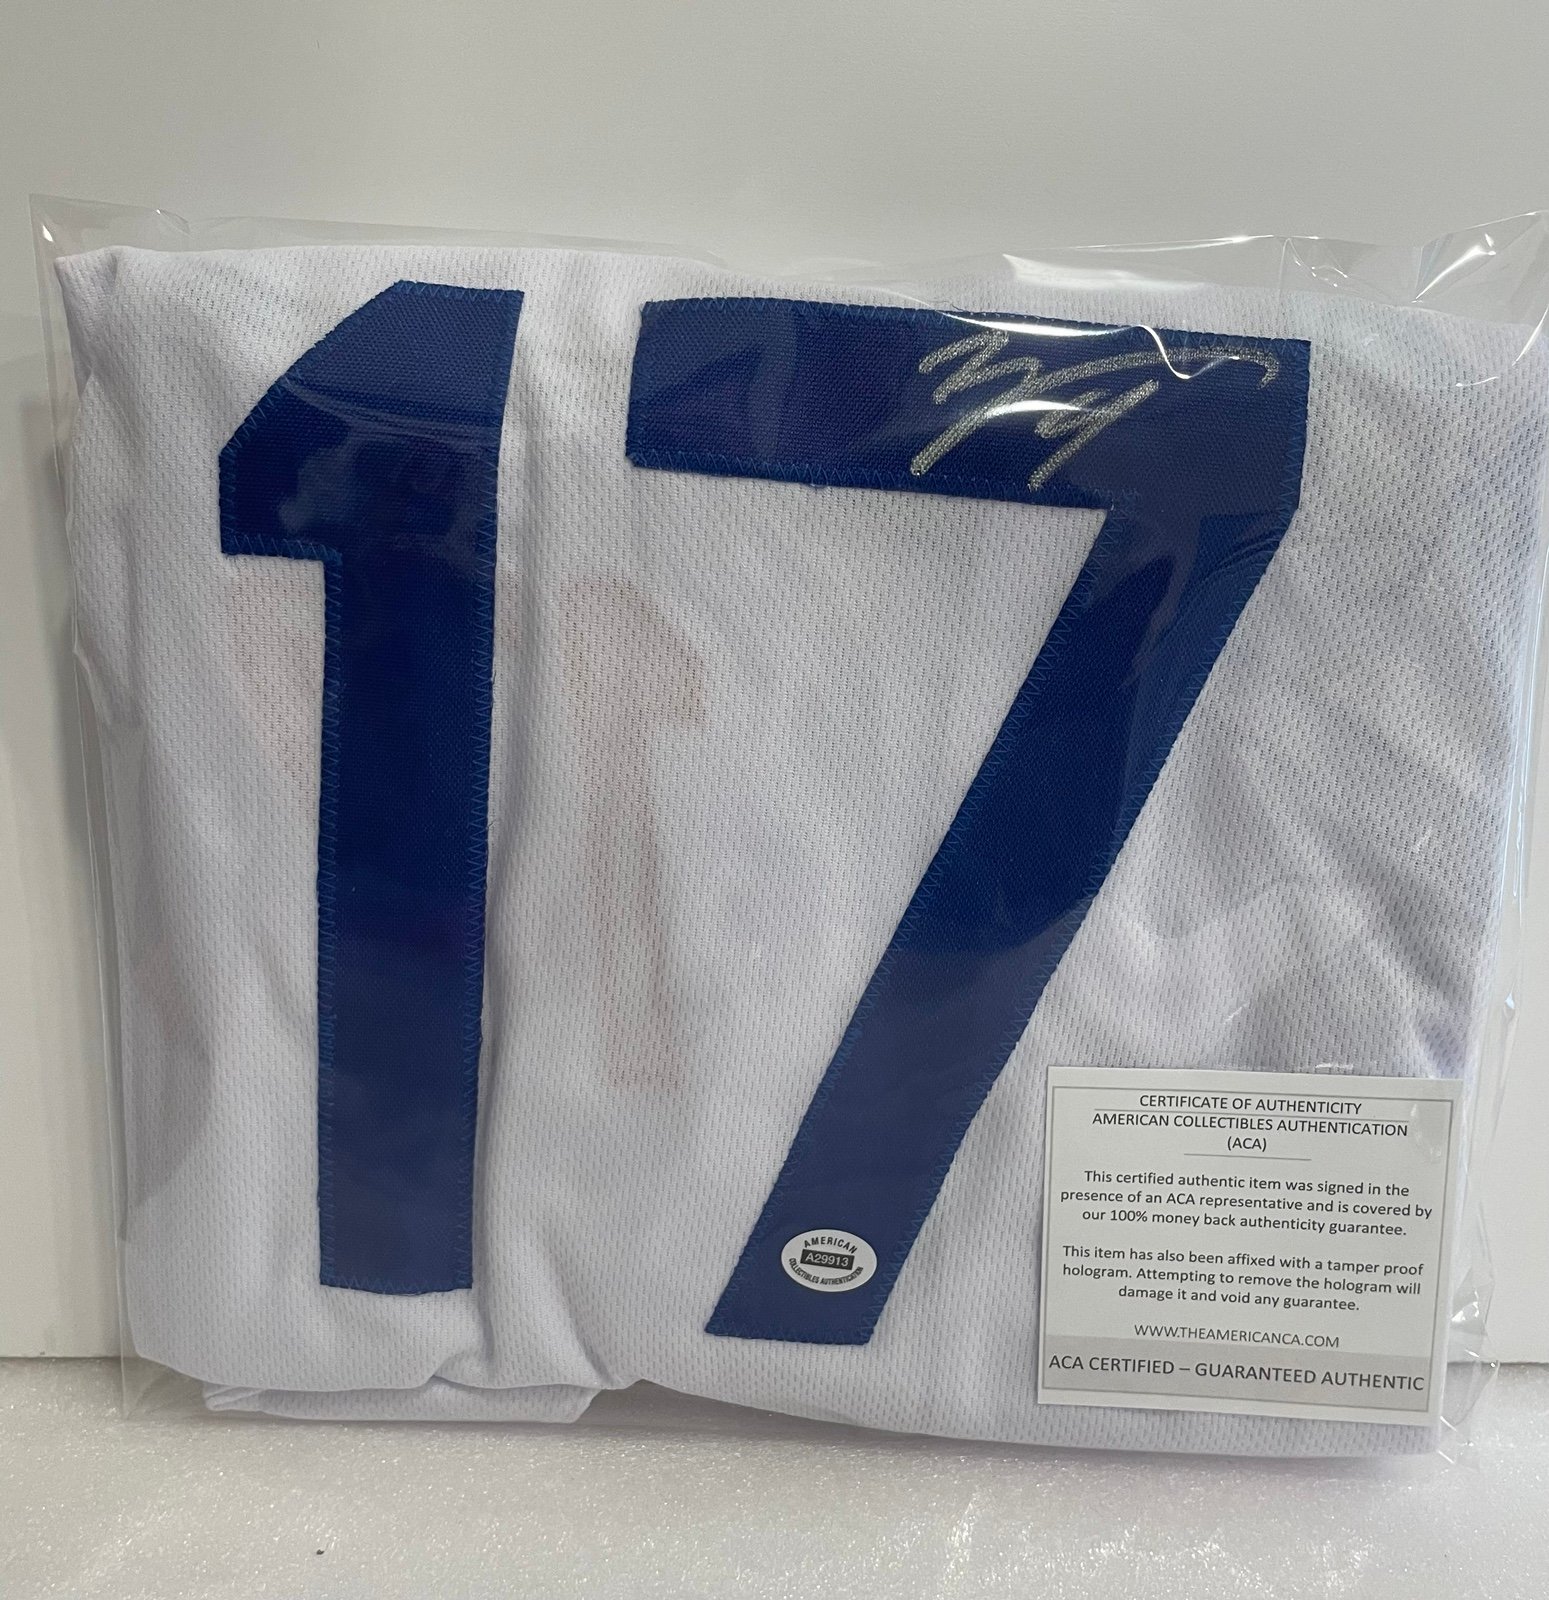 17
AMERICAN
A29913
COLLECTIBLES AUTHENTICATION
CERTIFICATE OF AUTHENTICITY
AMERICAN COLLECTIBLES AUTHENTICATION
(ACA)
This certified authentic item was signed in the
presence of an ACA representative and is covered by
our 100% money back authenticity guarantee.
This item has also been affixed with a tamper proof
hologram. Attempting to remove the hologram will
damage it and void any guarantee.
WWW.THEAMERICANCA.COM
ACA CERTIFIED – GUARANTEED AUTHENTIC